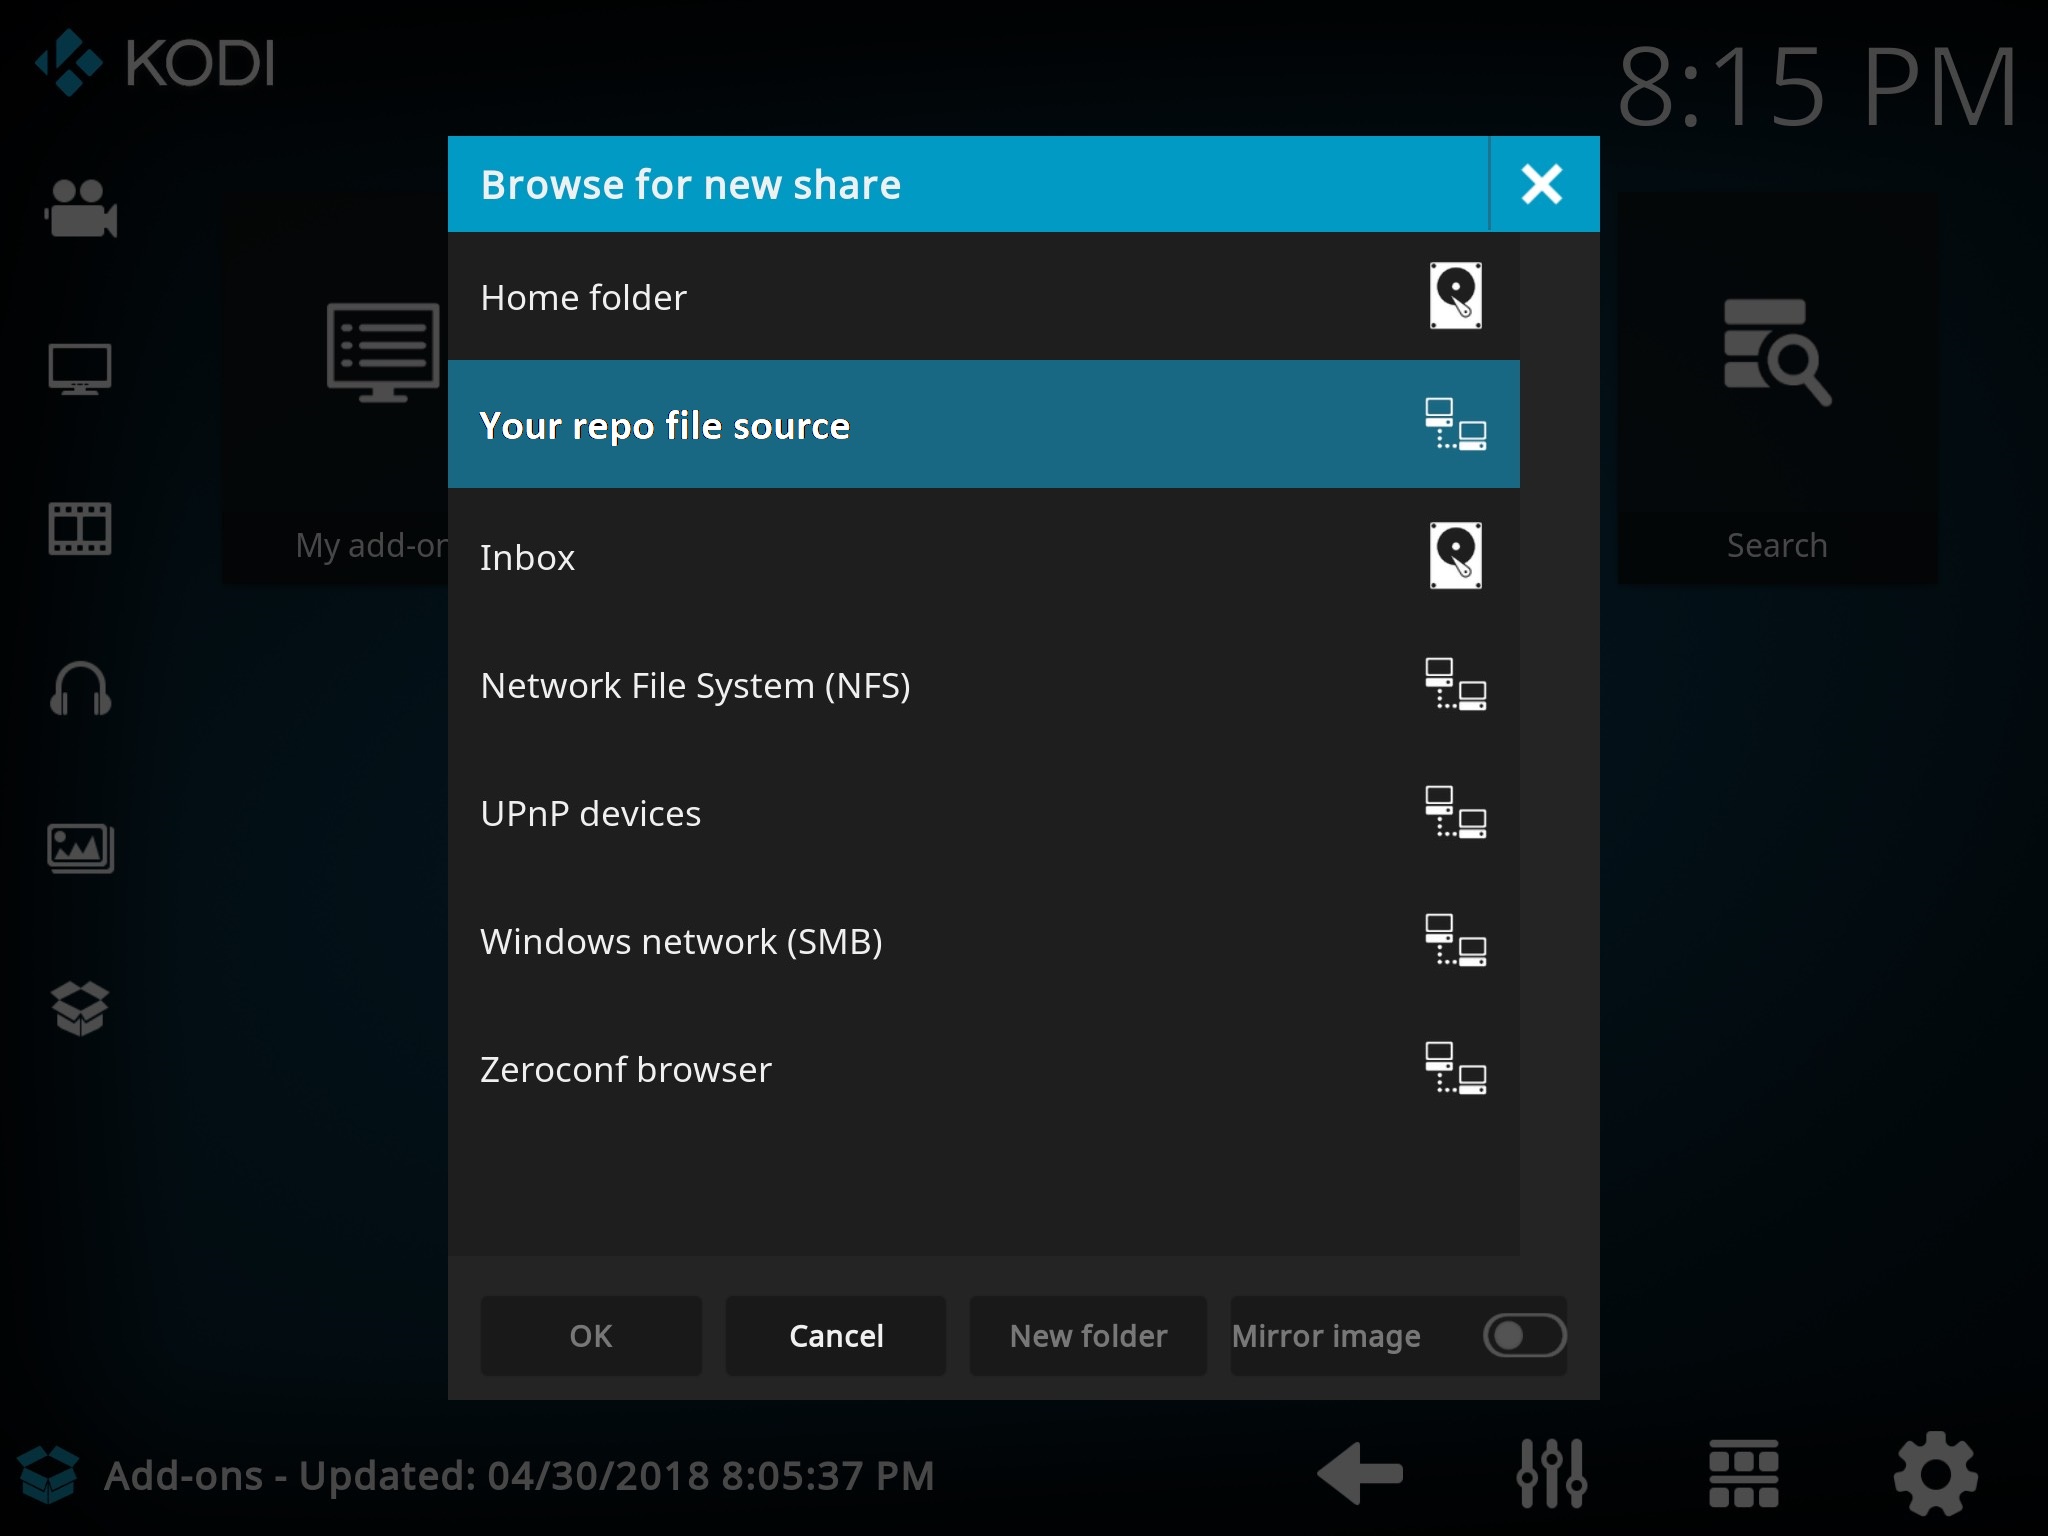 KODI
8:15 PM
Browse for new share
Home folder
Your repo file source
Inbox
Network File System (NFS)
UPnP devices
Windows network (SMB)
Zeroconf browser
My add-on
Search
OK
Cancel
New folder
Mirror image
Add-ons - Updated: 04/30/2018 8:05:37 PM